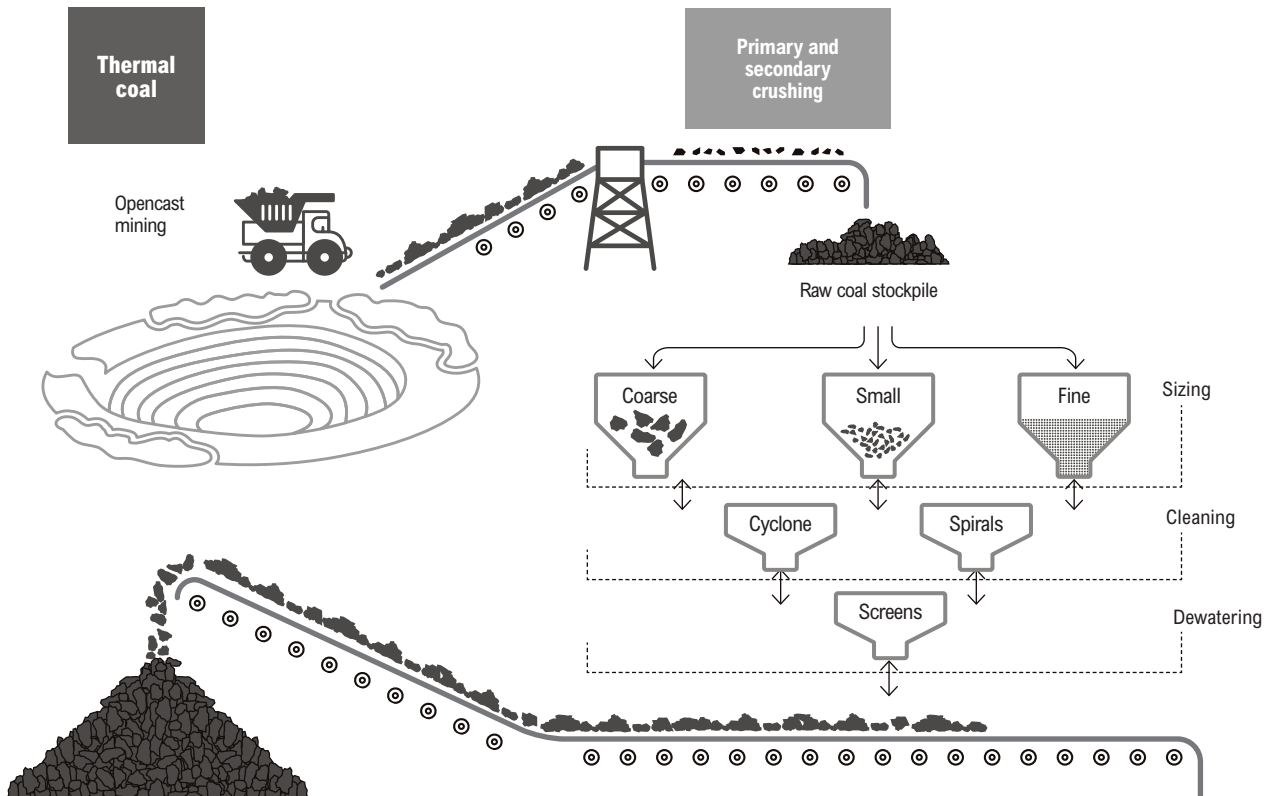 Thermal
coal
Primary and
secondary
crushing
Opencast
mining
Raw coal stockpile
Coarse
Small
Fine
Sizing
Cyclone
Spirals
Cleaning
Screens
Dewatering